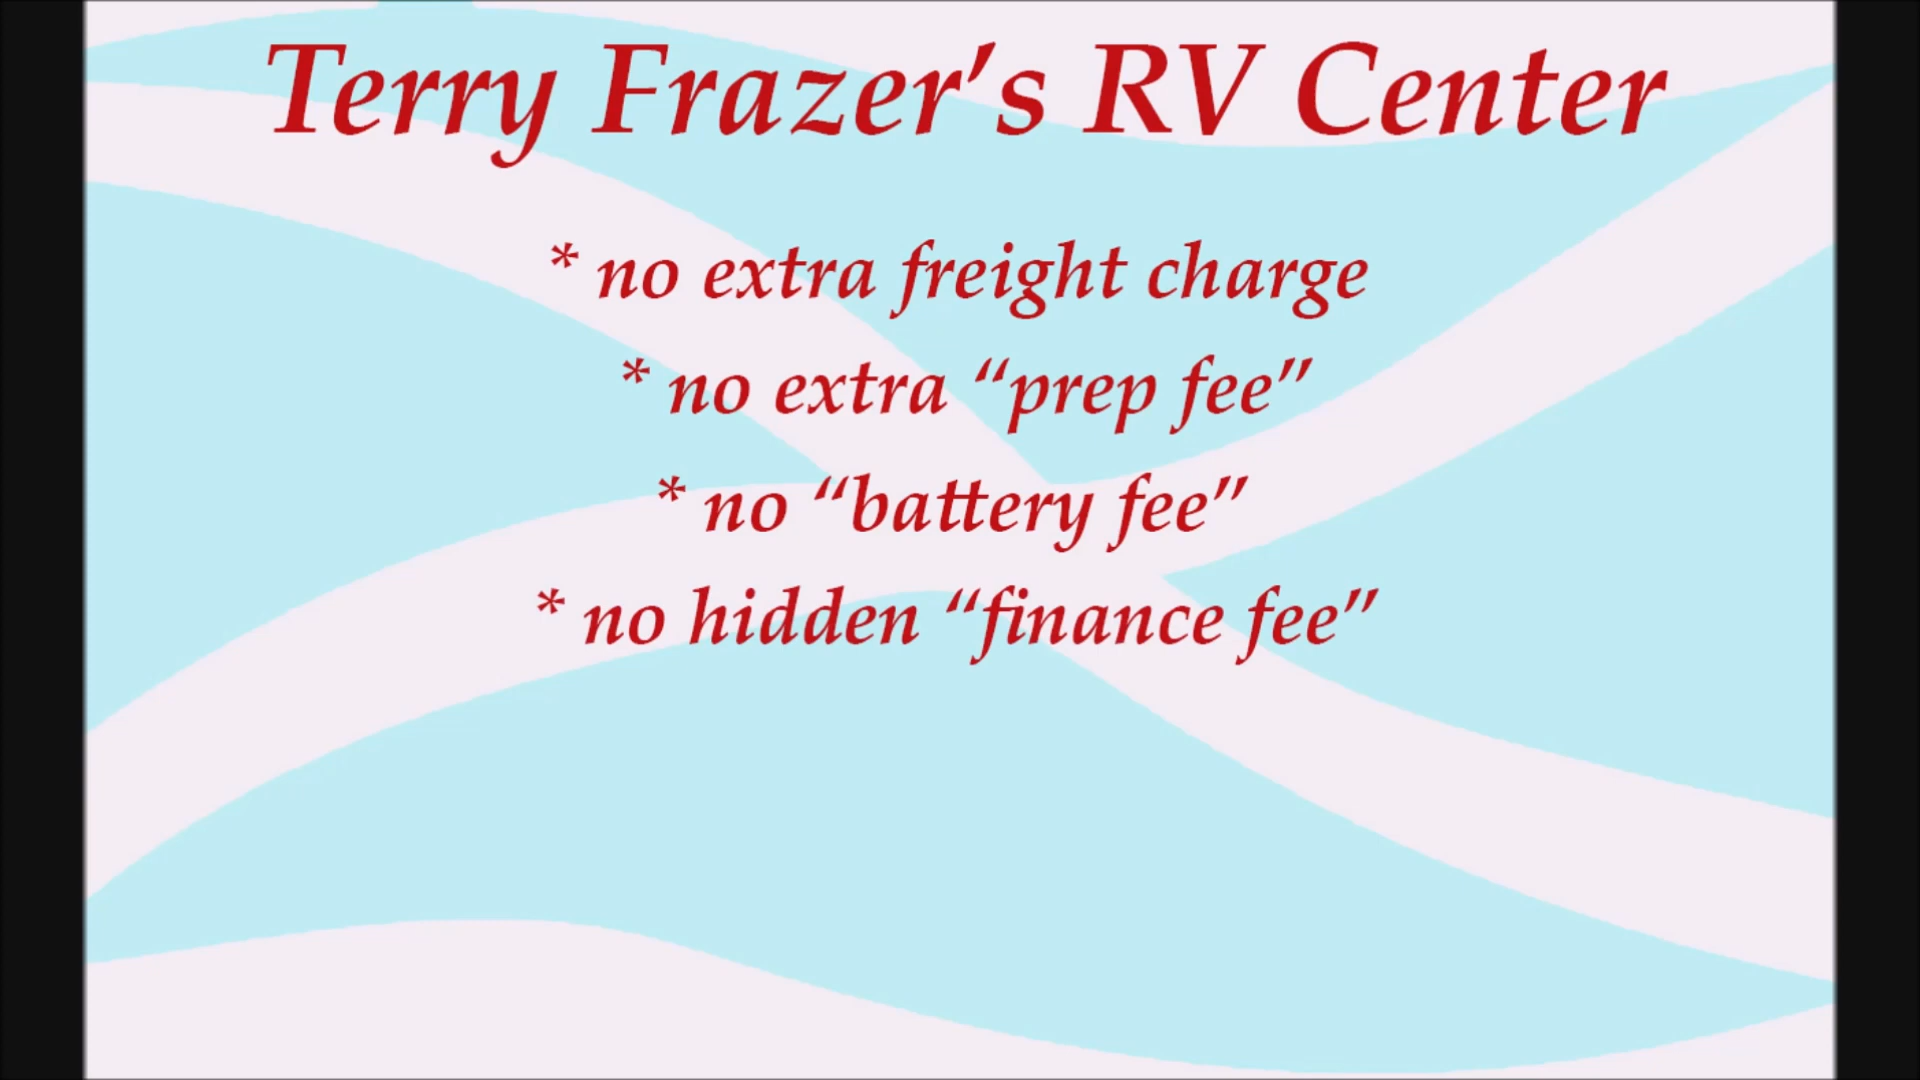 Terry Frazer’s RV Center
* no extra freight charge
* no extra “prep fee”
* no “battery fee”
* no hidden “finance fee”